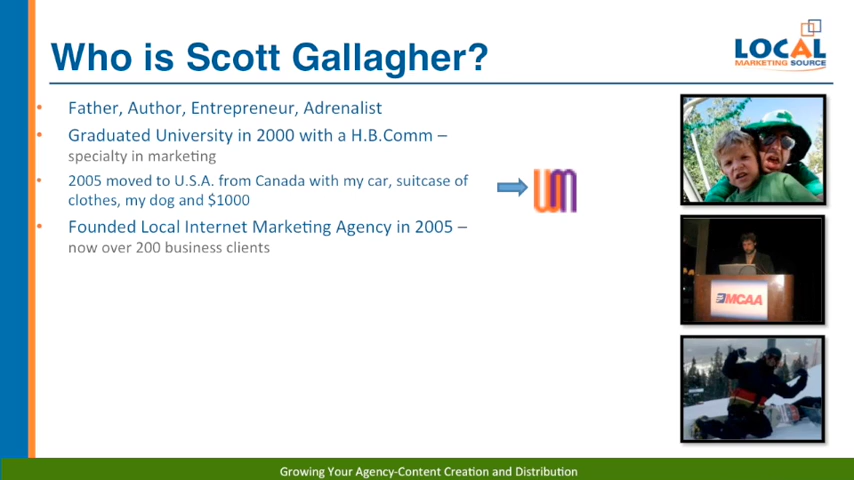 Who is Scott Gallagher?
LOCAL
MARKETING SOURCE
• Father, Author, Entrepreneur, Adrenalist
• Graduated University in 2000 with a H.B.Comm –
specialty in marketing
• 2005 moved to U.S.A. from Canada with my car, suitcase of
clothes, my dog and $1000
• Founded Local Internet Marketing Agency in 2005 –
now over 200 business clients
um
MCAA
Growing Your Agency-Content Creation and Distribution